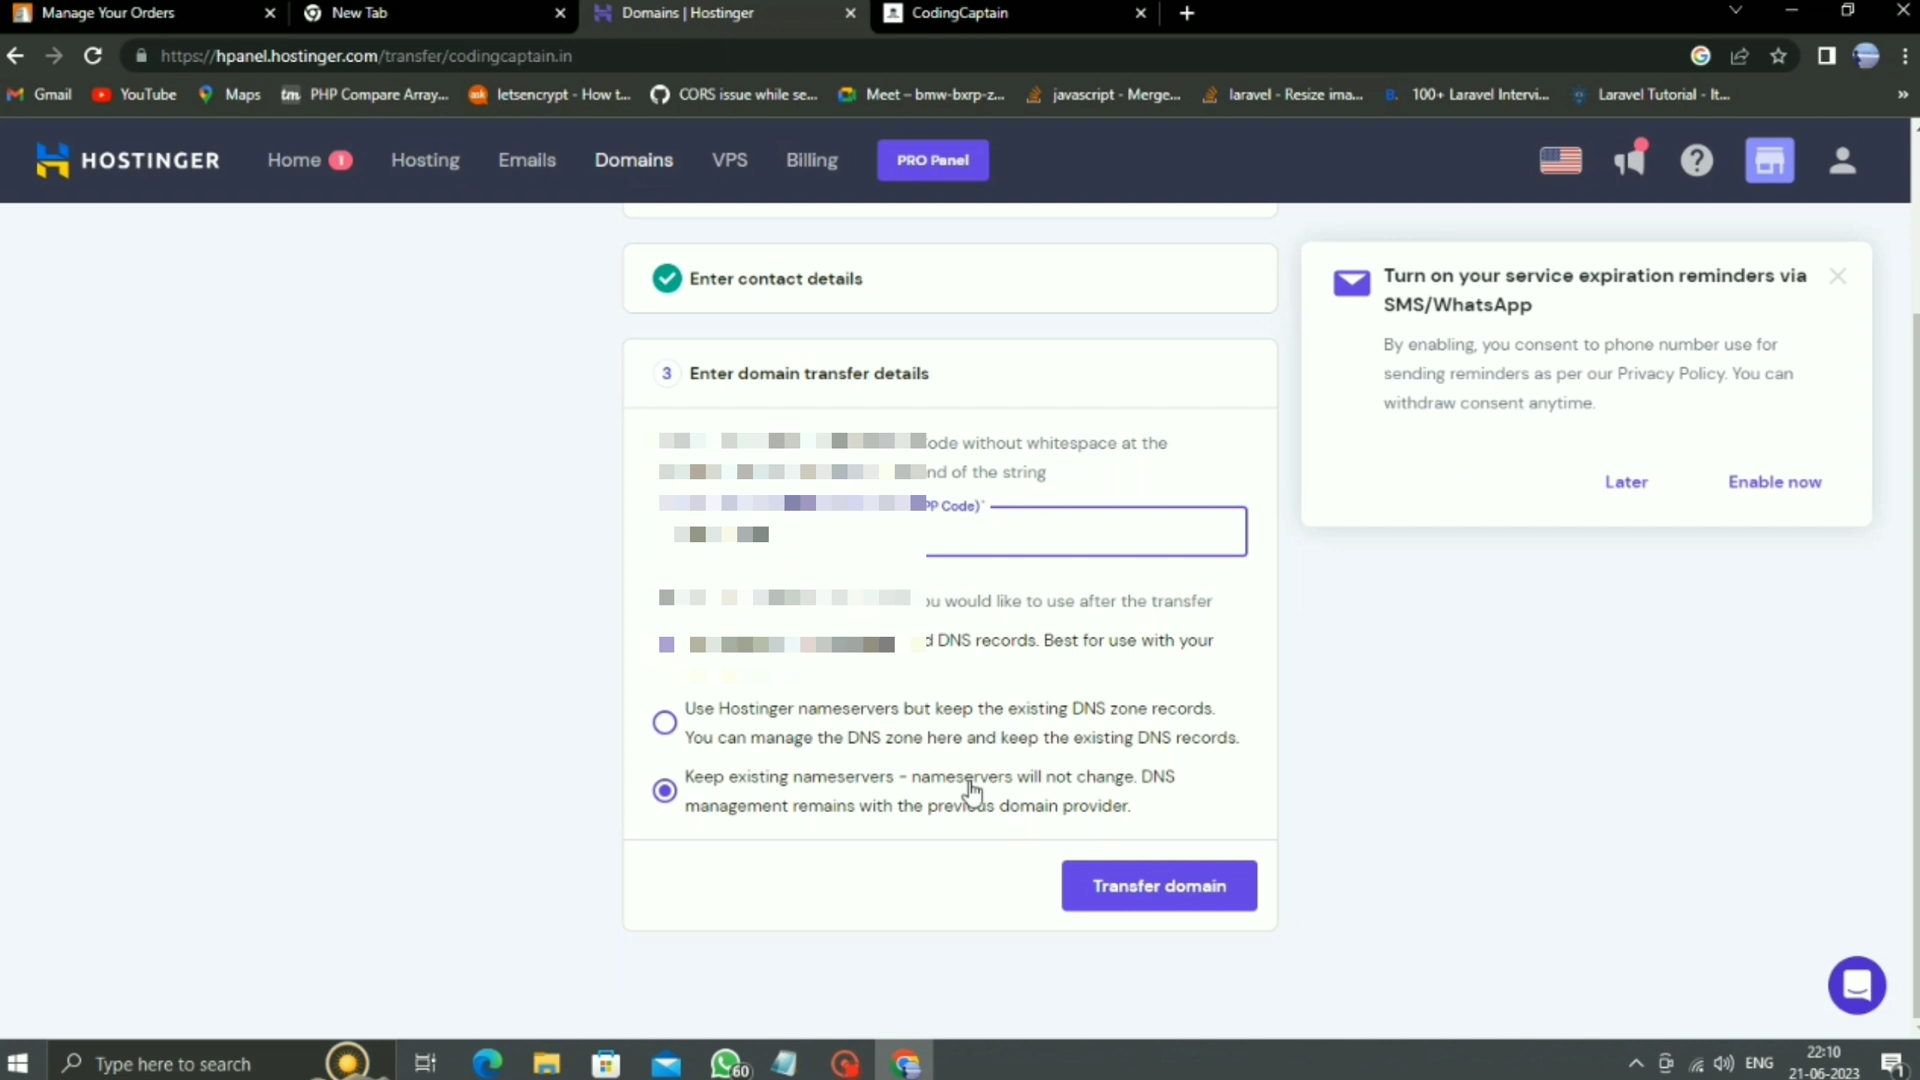 Manage Your Orders
New Tab
Domains | Hostinger
CodingCaptain
https://hpanel.hostinger.com/transfer/codingcaptain.in
Gmail
YouTube
Maps
tm PHP Compare Array...
ask letsencrypt - How t...
CORS issue while se...
Meet – bmw-bxrp-z...
javascript - Merge...
laravel - Resize ima...
B. 100+ Laravel Intervi...
Laravel Tutorial - It...
»
HOSTINGER
Home 1
Hosting
Emails
Domains
VPS
Billing
PRO Panel
Enter contact details
3 Enter domain transfer details
ode without whitespace at the
nd of the string
PP Code)*
ou would like to use after the transfer
d DNS records. Best for use with your
Use Hostinger nameservers but keep the existing DNS zone records.
You can manage the DNS zone here and keep the existing DNS records.
Keep existing nameservers - nameservers will not change. DNS
management remains with the previous domain provider.
Transfer domain
Turn on your service expiration reminders via
SMS/WhatsApp
By enabling, you consent to phone number use for
sending reminders as per our Privacy Policy. You can
withdraw consent anytime.
Later
Enable now
Type here to search
60
ENG
22:10
21-06-2023
1